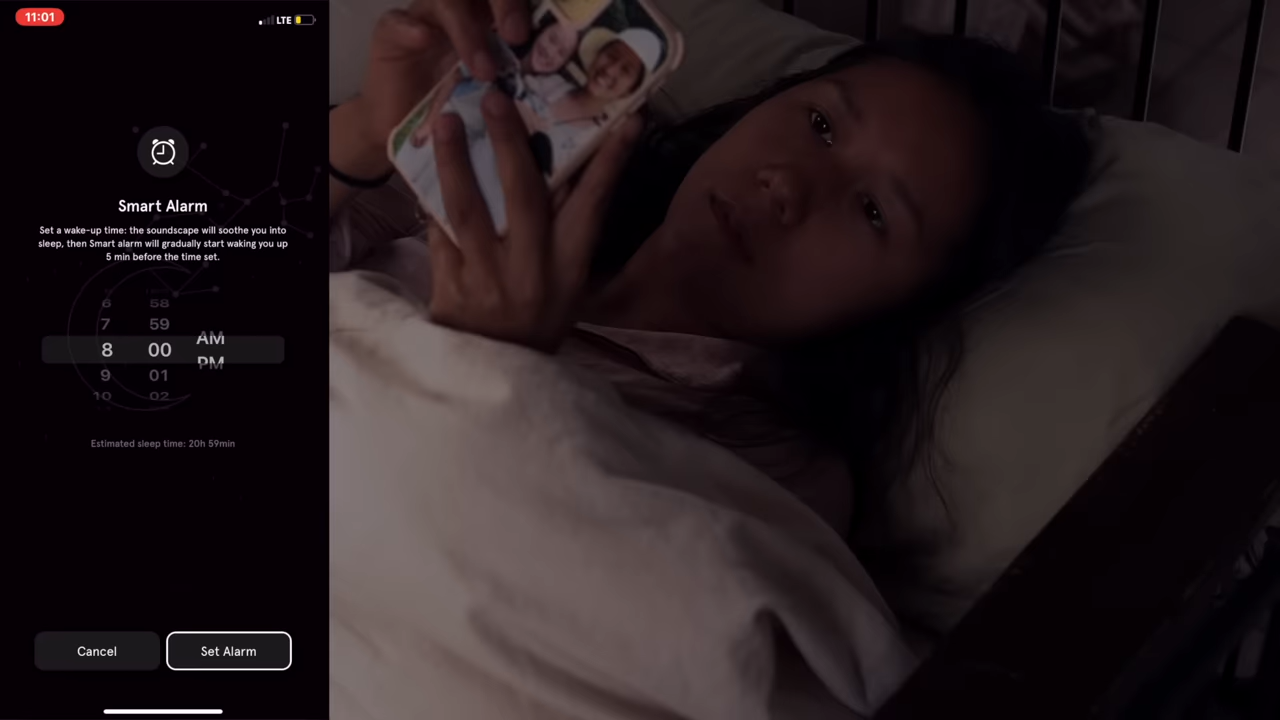 11:01
LTE
Smart Alarm
Set a wake-up time: the soundscape will soothe you into
sleep, then Smart alarm will gradually start waking you up
5 min before the time set.
6 58
7 59
AM
8 00
PM
9 01
10 02
Estimated sleep time: 20h 59min
Cancel Set Alarm